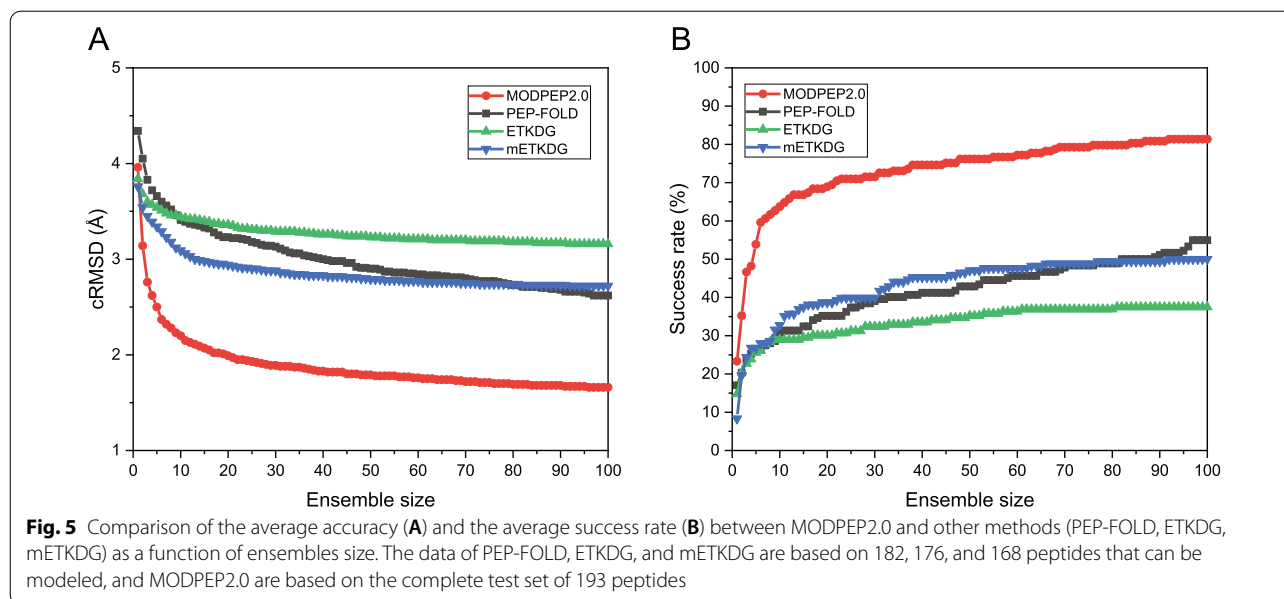 A
5
4
3
2
1
cRMSD (Å)
0 10 20 30 40 50 60 70 80 90 100
Ensemble size
MODPEP2.0
PEP-FOLD
ETKDG
mETKDG
B
100
90
80
70
60
50
40
30
20
10
0
Success rate (%)
0 10 20 30 40 50 60 70 80 90 100
Ensemble size
MODPEP2.0
PEP-FOLD
ETKDG
mETKDG
Fig. 5 Comparison of the average accuracy (A) and the average success rate (B) between MODPEP2.0 and other methods (PEP-FOLD, ETKDG,
mETKDG) as a function of ensembles size. The data of PEP-FOLD, ETKDG, and mETKDG are based on 182, 176, and 168 peptides that can be
modeled, and MODPEP2.0 are based on the complete test set of 193 peptides